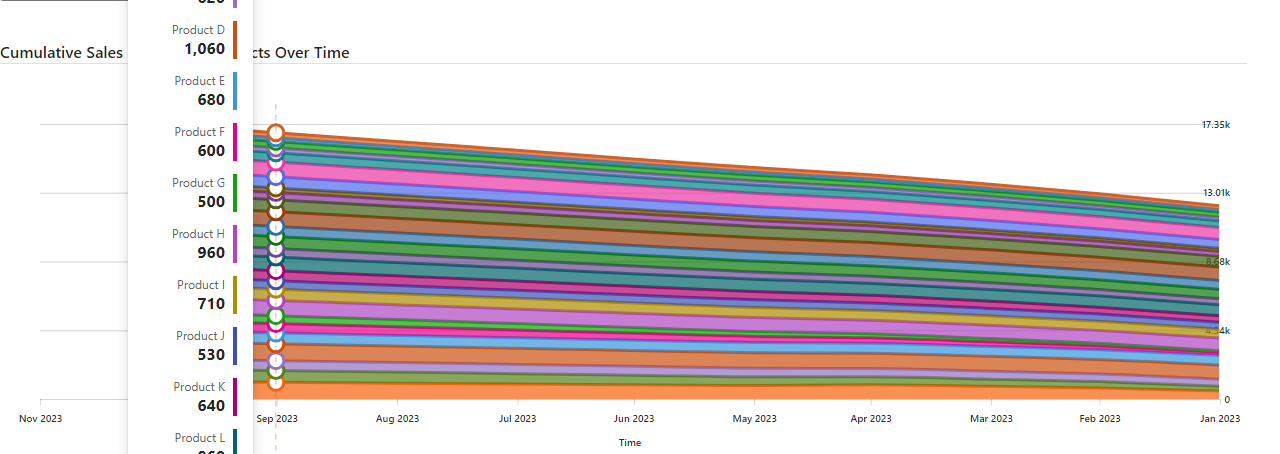 Product D
1,060
Cumulative Sales
cts Over Time
Product E
680
Product F
600
17.35k
Product G
500
13.01k
Product H
960
8.68k
Product I
710
4.34k
Product J
530
Product K
640
0
Nov 2023
Sep 2023
Aug 2023
Jul 2023
Jun 2023
May 2023
Apr 2023
Mar 2023
Feb 2023
Jan 2023
Product L
Time